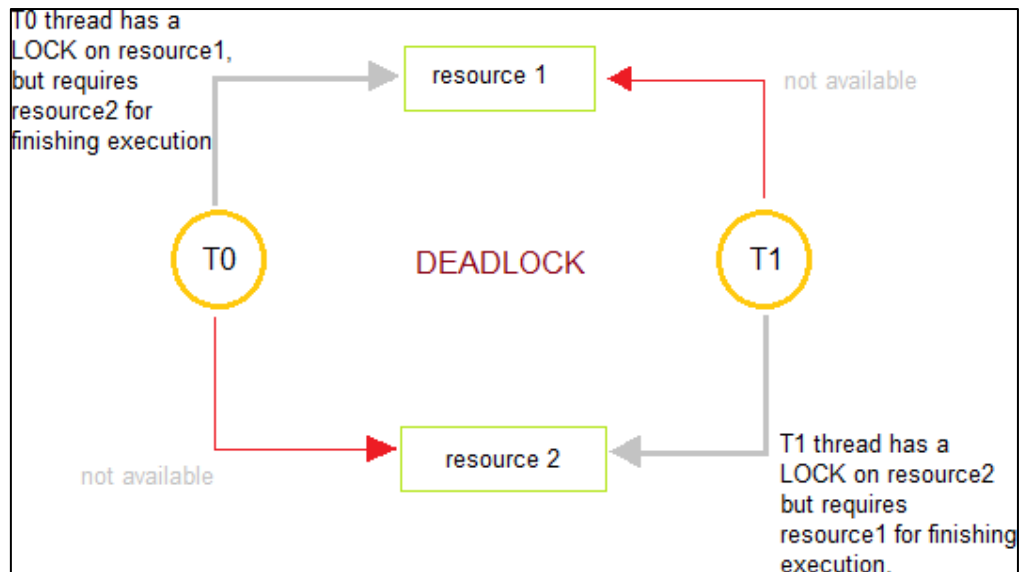 T0 thread has a
LOCK on resource1,
but requires
resource2 for
finishing execution
resource 1
not available
T0
DEADLOCK
T1
not available
resource 2
T1 thread has a
LOCK on resource2
but requires
resource1 for finishing
execution.